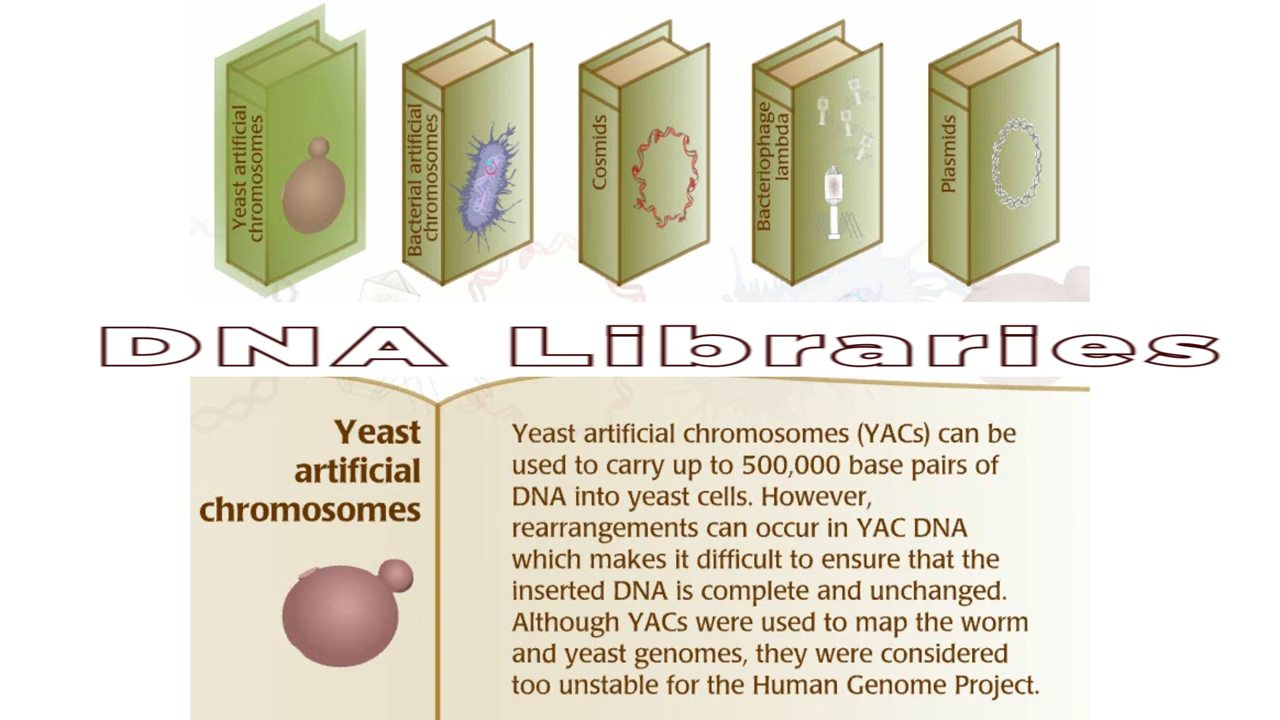 Yeast artificial
chromosomes
Bacterial artificial
chromosomes
Cosmids
Bacteriophage
lambda
Plasmids
DNA Libraries
Yeast
artificial
chromosomes
Yeast artificial chromosomes (YACs) can be
used to carry up to 500,000 base pairs of
DNA into yeast cells. However,
rearrangements can occur in YAC DNA
which makes it difficult to ensure that the
inserted DNA is complete and unchanged.
Although YACs were used to map the worm
and yeast genomes, they were considered
too unstable for the Human Genome Project.